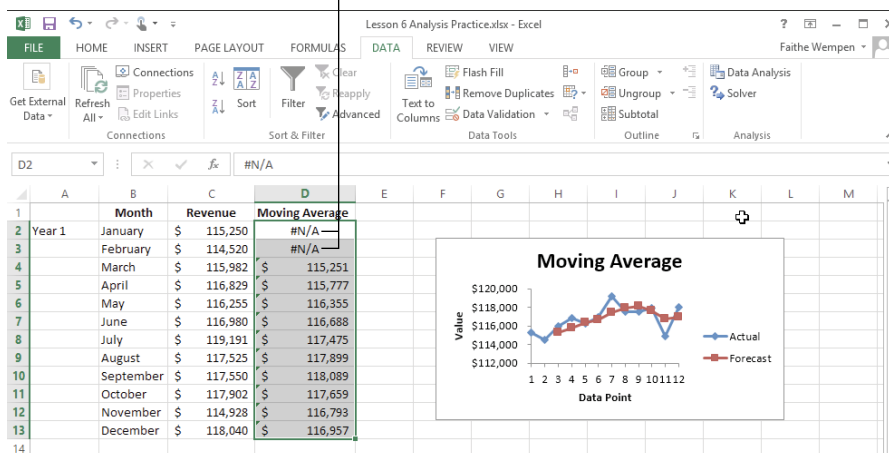 Lesson 6 Analysis Practice.xlsx - Excel
?
FILE HOME INSERT PAGE LAYOUT FORMULAS DATA REVIEW VIEW Faithe Wempen
Get External Data
Refresh All
Connections
Properties
Edit Links
Connections
Sort
Filter
Clear
Reapply
Advanced
Sort & Filter
Text to Columns
Flash Fill
Remove Duplicates
Data Validation
Data Tools
Group
Ungroup
Subtotal
Outline
Data Analysis
Solver
Analysis
D2 fx #N/A
A B C D E F G H I J K L M
1 Month Revenue Moving Average
2 Year 1 January $ 115,250 #N/A
3 February $ 114,520 #N/A
4 March $ 115,982 $ 115,251
5 April $ 116,829 $ 115,777
6 May $ 116,255 $ 116,355
7 June $ 116,980 $ 116,688
8 July $ 119,191 $ 117,475
9 August $ 117,525 $ 117,899
10 September $ 117,550 $ 118,089
11 October $ 117,902 $ 117,659
12 November $ 114,928 $ 116,793
13 December $ 118,040 $ 116,957
14
Moving Average
Value
$120,000
$118,000
$116,000
$114,000
$112,000
1 2 3 4 5 6 7 8 9 10 11 12
Data Point
Actual
Forecast